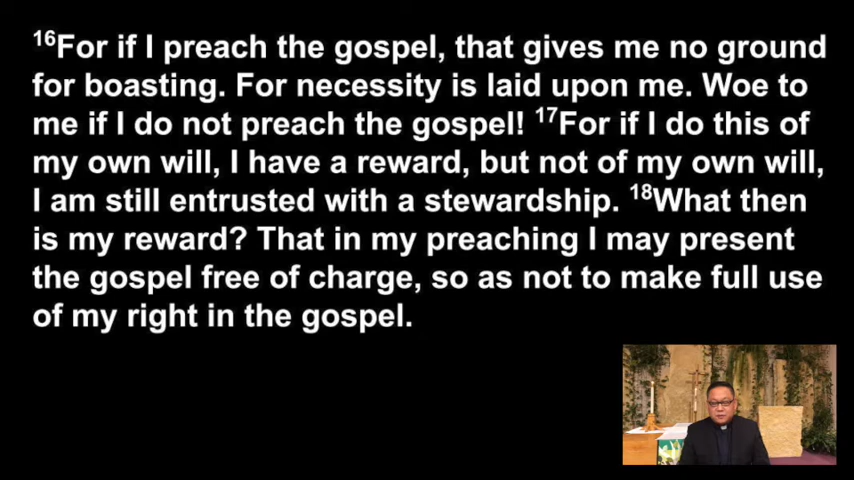 16For if I preach the gospel, that gives me no ground
for boasting. For necessity is laid upon me. Woe to
me if I do not preach the gospel! 17For if I do this of
my own will, I have a reward, but not of my own will,
I am still entrusted with a stewardship. 18What then
is my reward? That in my preaching I may present
the gospel free of charge, so as not to make full use
of my right in the gospel.